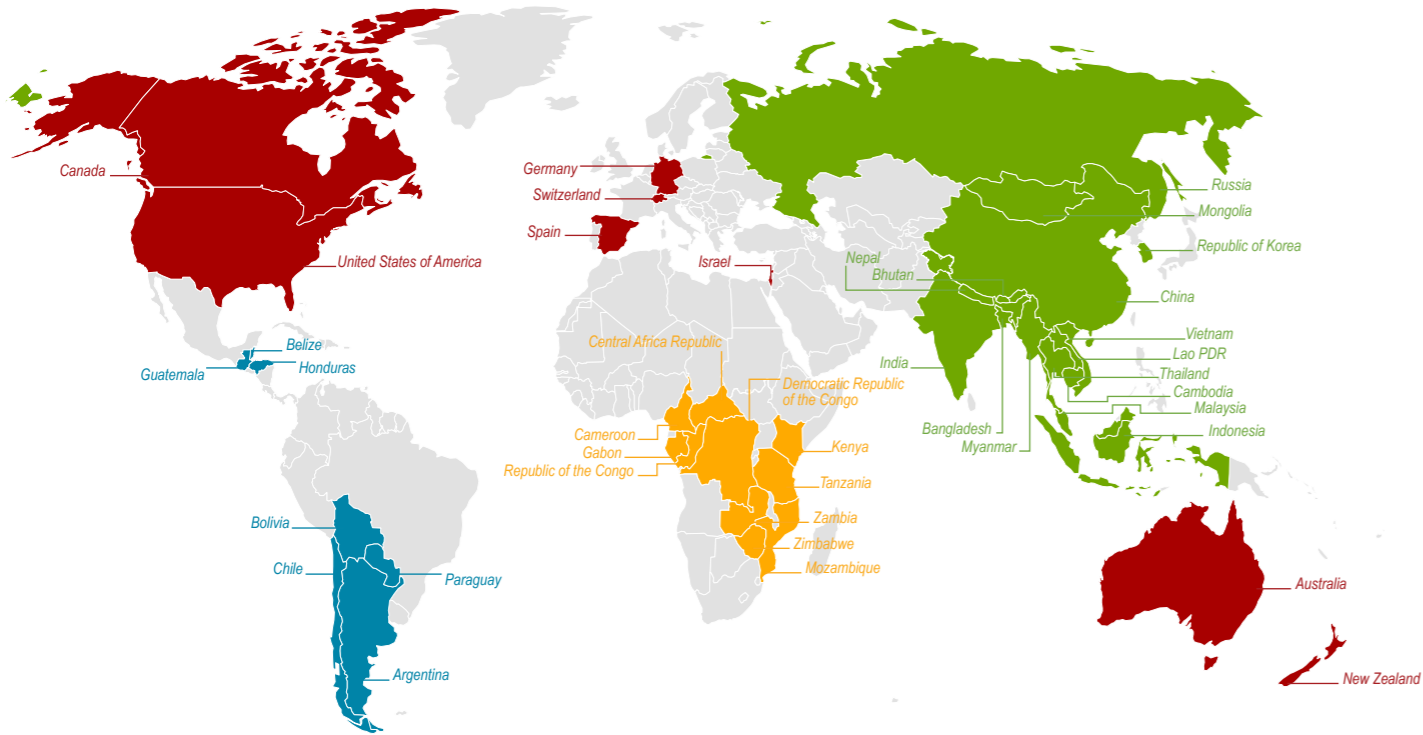 Canada
United States of America
Belize
Honduras
Guatemala
Bolivia
Chile
Paraguay
Argentina
Germany
Switzerland
Spain
Israel
Central Africa Republic
Democratic Republic
of the Congo
Cameroon
Gabon
Republic of the Congo
Kenya
Tanzania
Zambia
Zimbabwe
Mozambique
Russia
Mongolia
Republic of Korea
Nepal
Bhutan
China
Vietnam
Lao PDR
India
Thailand
Cambodia
Malaysia
Bangladesh
Indonesia
Myanmar
Australia
New Zealand